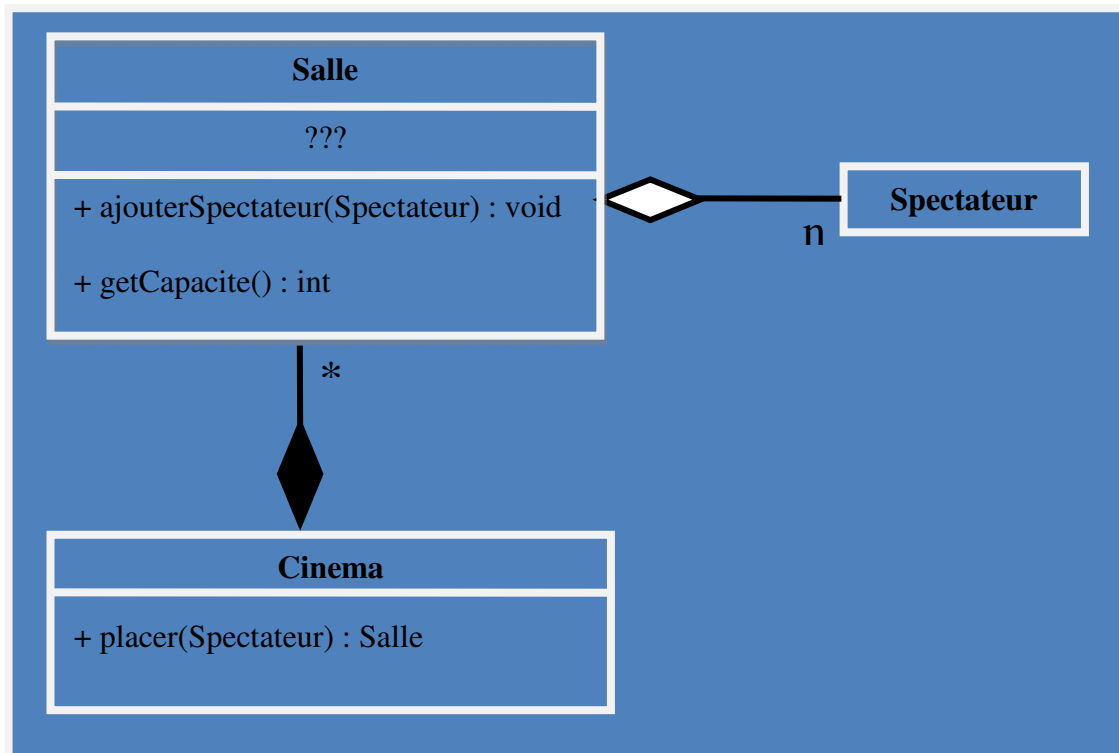 Salle
???
+ ajouterSpectateur(Spectateur) : void
+ getCapacite() : int
n
Spectateur
*
Cinema
+ placer(Spectateur) : Salle